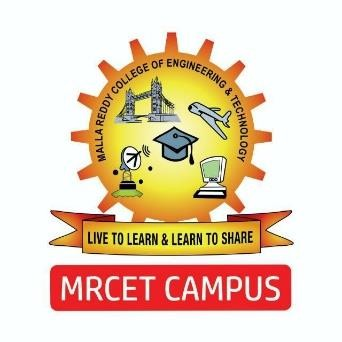 MALLA REDDY COLLEGE OF ENGINEERING & TECHNOLOGY
LIVE TO LEARN & LEARN TO SHARE
MRCET CAMPUS